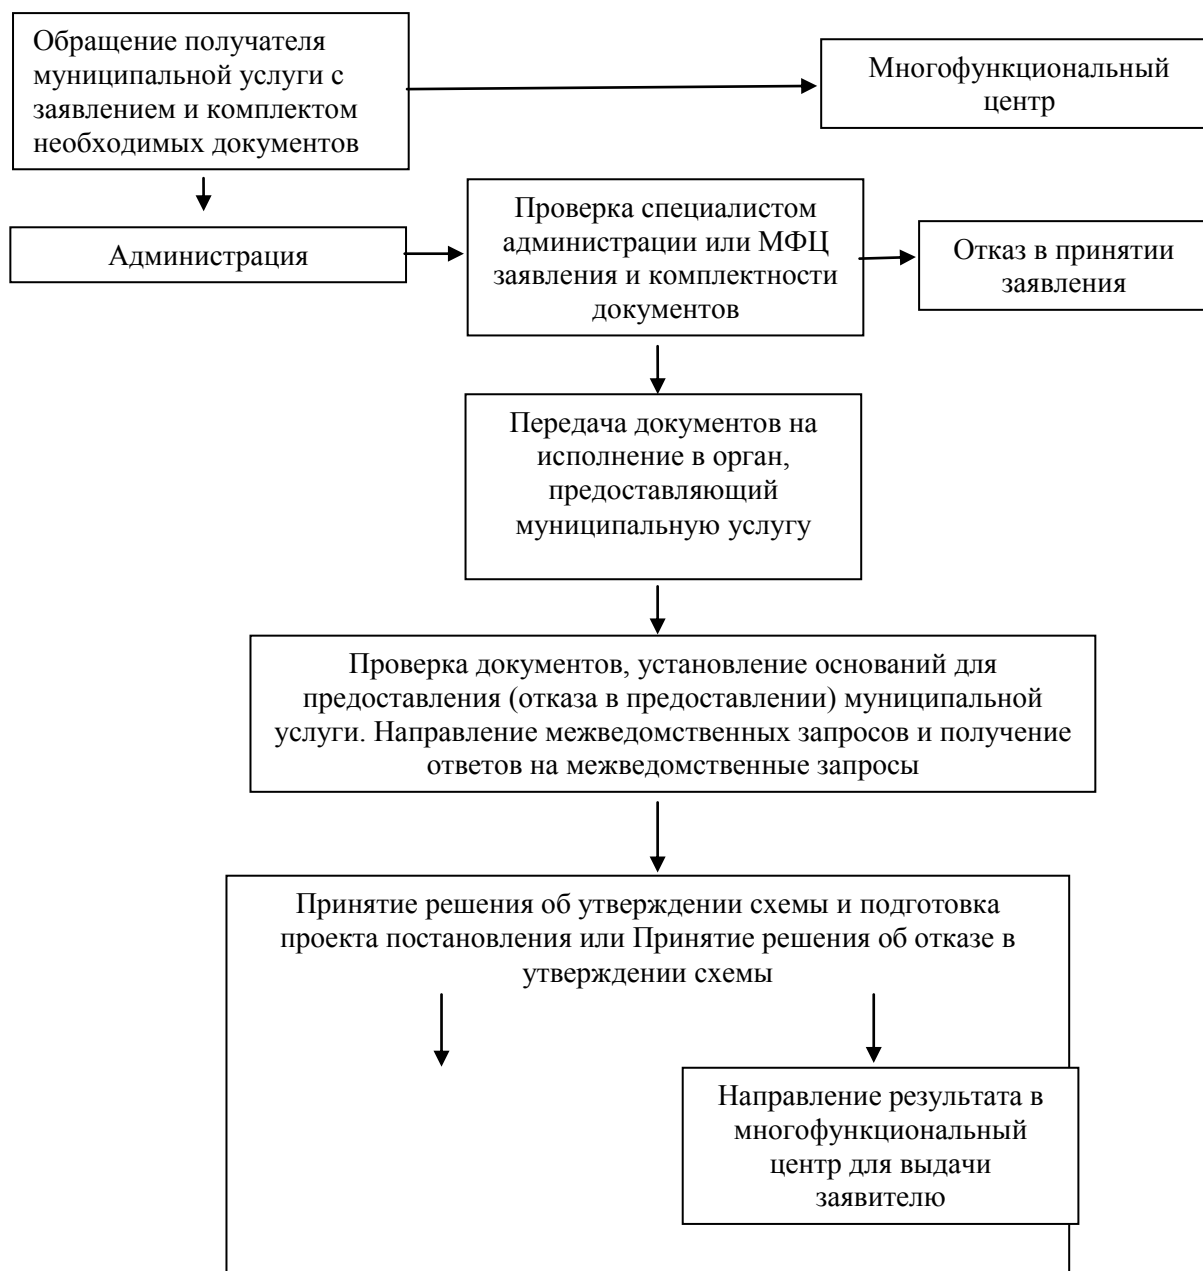 Обращение получателя
муниципальной услуги с
заявлением и комплектом
необходимых документов
Многофункциональный
центр
Администрация
Проверка специалистом
администрации или МФЦ
заявления и комплектности
документов
Отказ в принятии
заявления
Передача документов на
исполнение в орган,
предоставляющий
муниципальную услугу
Проверка документов, установление оснований для
предоставления (отказа в предоставлении) муниципальной
услуги. Направление межведомственных запросов и получение
ответов на межведомственные запросы
Принятие решения об утверждении схемы и подготовка
проекта постановления или Принятие решения об отказе в
утверждении схемы
Направление результата в
многофункциональный
центр для выдачи
заявителю